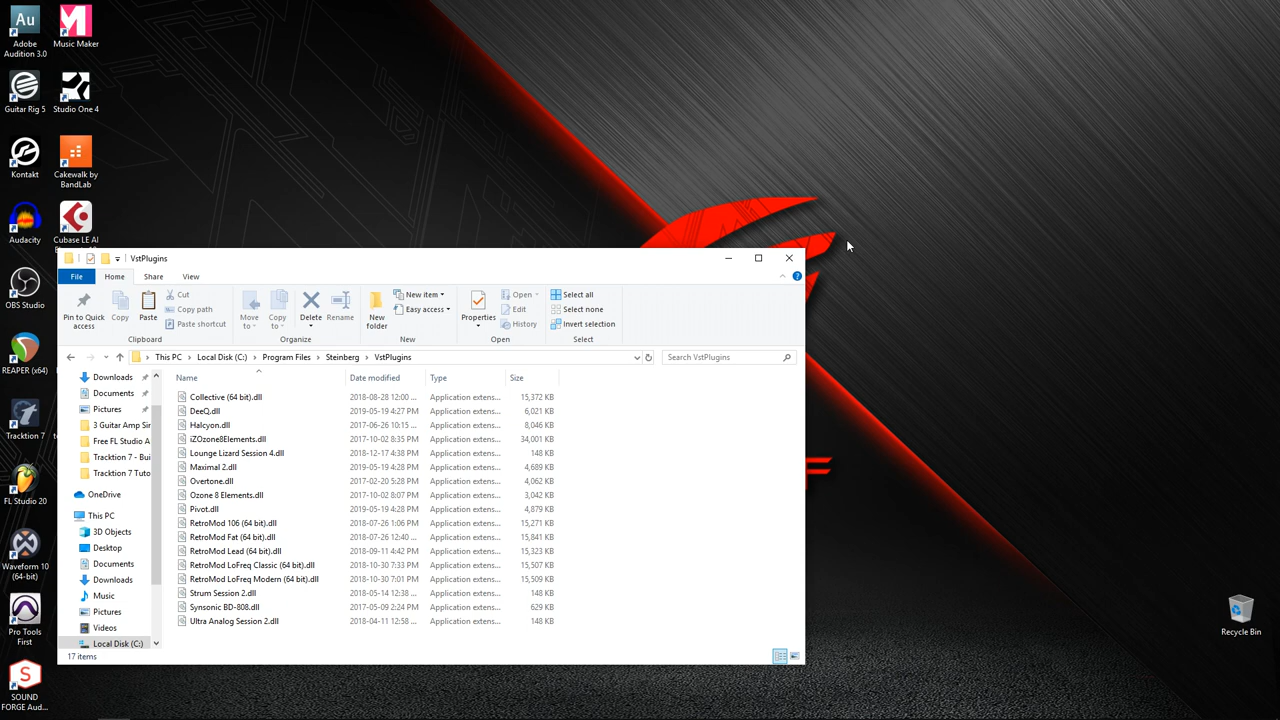 Adobe
Audition 3.0
Music Maker
Guitar Rig 5
Studio One 4
Kontakt
Cakewalk by
BandLab
Audacity
Cubase LE AI
OBS Studio
REAPER (x64)
Tracktion 7
FL Studio 20
Waveform 10
(64-bit)
Pro Tools
First
SOUND
FORGE Aud...
Recycle Bin
VstPlugins
File Home Share View
Pin to Quick
access
Copy
Paste
Cut
Copy path
Paste shortcut
Clipboard
Move
to
Copy
to
Delete
Rename
Organize
New
folder
New item
Easy access
New
Properties
Open
Edit
History
Open
Select all
Select none
Invert selection
Select
This PC > Local Disk (C:) > Program Files > Steinberg > VstPlugins
Search VstPlugins
Downloads
Documents
Pictures
3 Guitar Amp Sir
Free FL Studio A
Tracktion 7 - Bui
Tracktion 7 Tuto
OneDrive
This PC
3D Objects
Desktop
Documents
Downloads
Music
Pictures
Videos
Local Disk (C:)
Name Date modified Type Size
Collective (64 bit).dll 2018-08-28 12:00 ... Application extens... 15,372 KB
DeeQ.dll 2019-05-19 4:27 PM Application extens... 6,021 KB
Halcyon.dll 2017-06-26 10:15 ... Application extens... 8,046 KB
iZOzone8Elements.dll 2017-10-02 8:35 PM Application extens... 34,001 KB
Lounge Lizard Session 4.dll 2018-12-17 4:38 PM Application extens... 148 KB
Maximal 2.dll 2019-05-19 4:28 PM Application extens... 4,689 KB
Overtone.dll 2017-02-20 5:28 PM Application extens... 4,062 KB
Ozone 8 Elements.dll 2017-10-02 8:07 PM Application extens... 3,042 KB
Pivot.dll 2019-05-19 4:28 PM Application extens... 4,879 KB
RetroMod 106 (64 bit).dll 2018-07-26 1:06 PM Application extens... 15,271 KB
RetroMod Fat (64 bit).dll 2018-07-26 12:40 ... Application extens... 15,841 KB
RetroMod Lead (64 bit).dll 2018-09-11 4:42 PM Application extens... 15,323 KB
RetroMod LoFreq Classic (64 bit).dll 2018-10-30 7:33 PM Application extens... 15,507 KB
RetroMod LoFreq Modern (64 bit).dll 2018-10-30 7:01 PM Application extens... 15,509 KB
Strum Session 2.dll 2018-05-14 12:38 ... Application extens... 148 KB
Synsonic BD-808.dll 2017-05-09 2:24 PM Application extens... 629 KB
Ultra Analog Session 2.dll 2018-04-11 12:58 ... Application extens... 148 KB
17 items